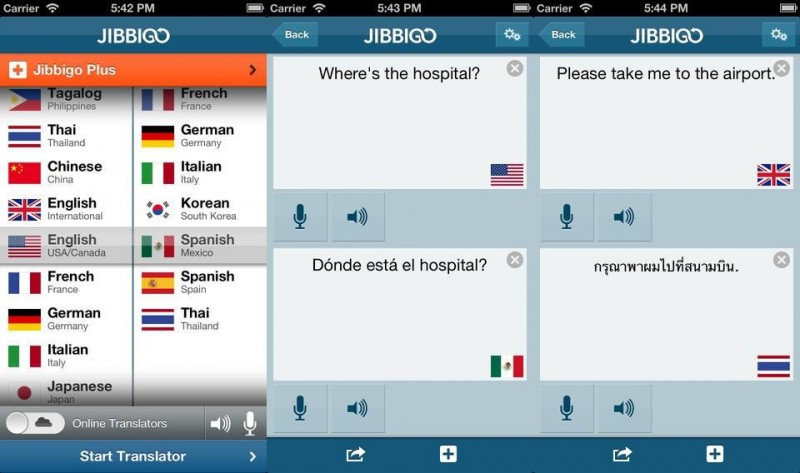 Carrier 5:42 PM
JIBBIGO
Jibbigo Plus
Tagalog
Philippines
Thai
Thailand
Chinese
China
English
International
English
USA/Canada
French
France
German
Germany
Italian
Italy
Japanese
Japan
French
France
German
Germany
Italian
Italy
Korean
South Korea
Spanish
Mexico
Spanish
Spain
Thai
Thailand
Online Translators
Start Translator
Carrier 5:43 PM
Back JIBBIGO
Where's the hospital?
Dónde está el hospital?
Carrier 5:44 PM
Back JIBBIGO
Please take me to the airport.
กรุณาพาผมไปที่สนามบิน.